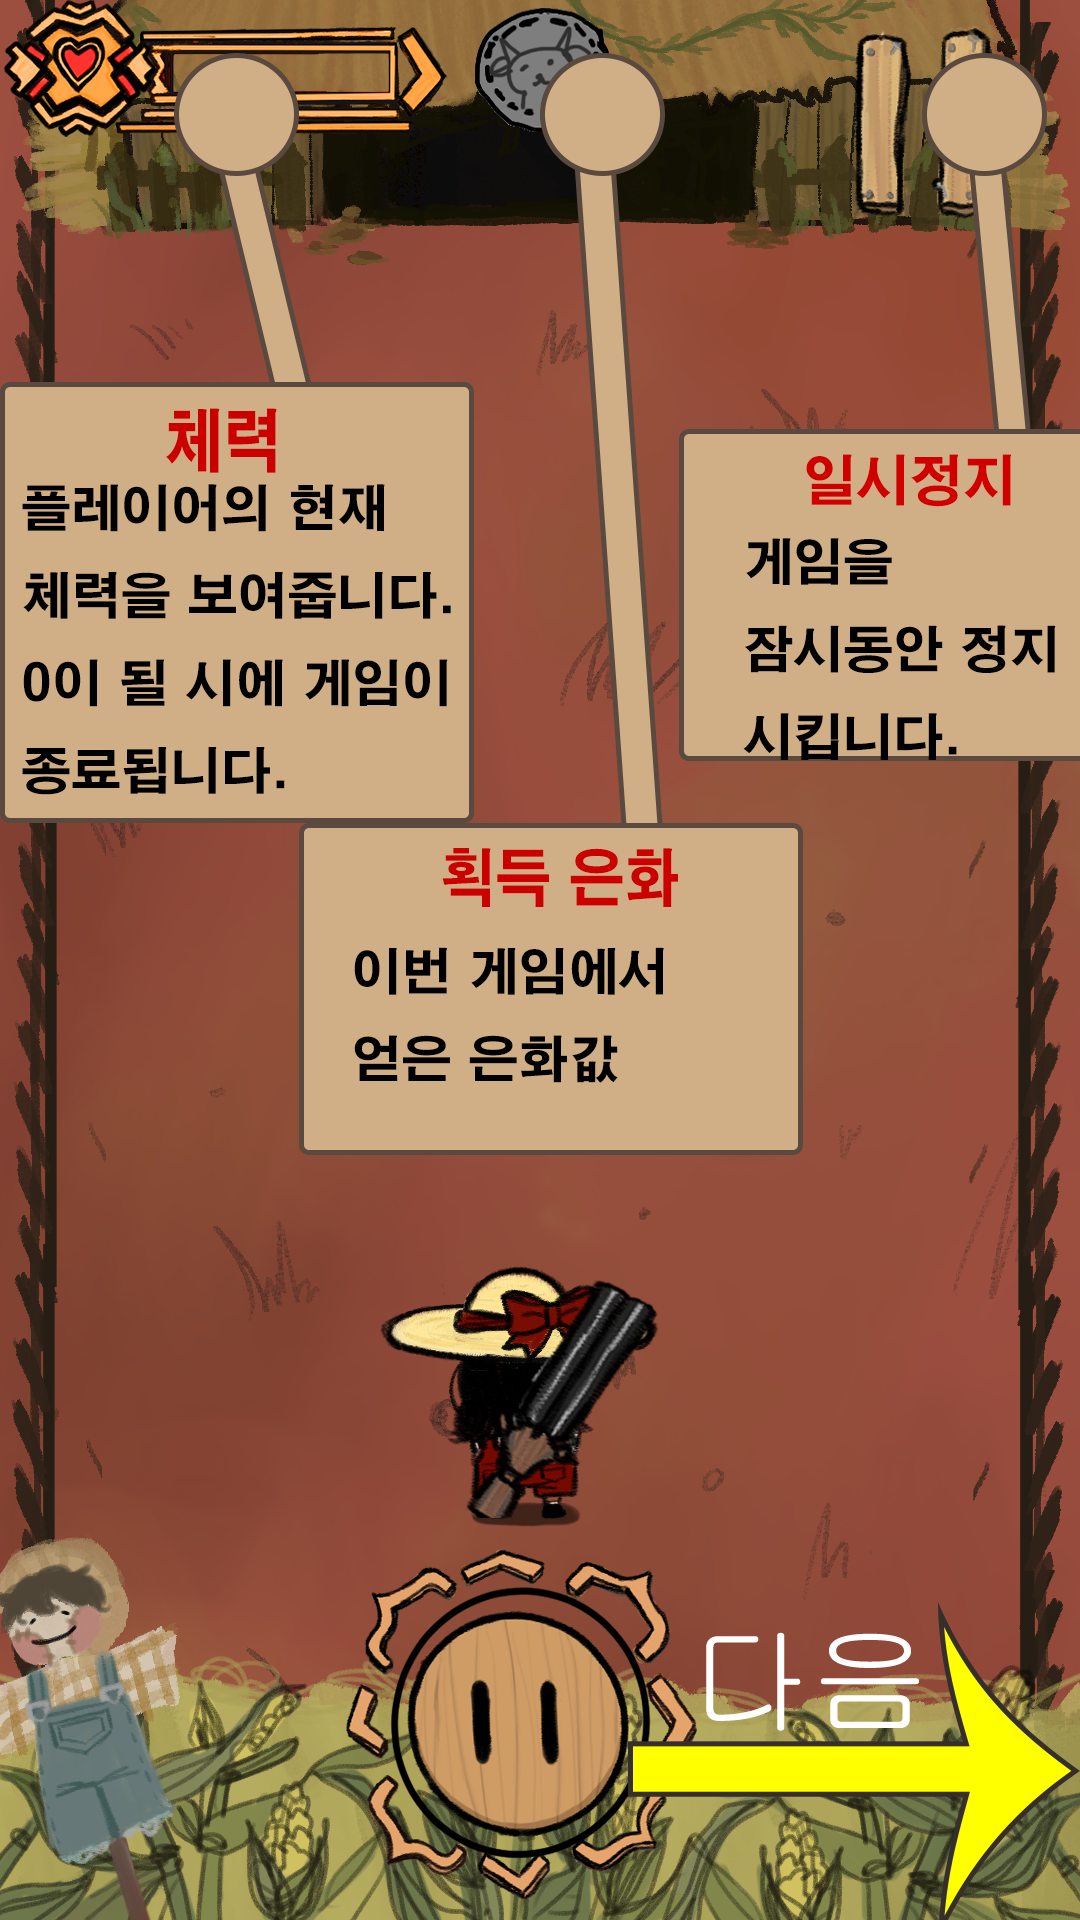 체력
플레이어의 현재
체력을 보여줍니다.
0이 될 시에 게임이
종료됩니다.
일시정지
게임을
잠시동안 정지
시킵니다.
획득 은화
이번 게임에서
얻은 은화값
다음